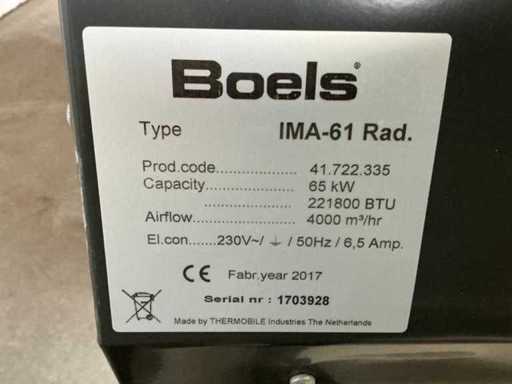 Boels®
Type IMA-61 Rad.
Prod.code..................... 41.722.335
Capacity....................... 65 kW
...................... 221800 BTU
Airflow......................... 4000 m³/hr
El.con.......230V~/ ⏚ / 50Hz / 6,5 Amp.
CE Fabr.year 2017
Serial nr : 1703928
Made by THERMOBILE Industries The Netherlands